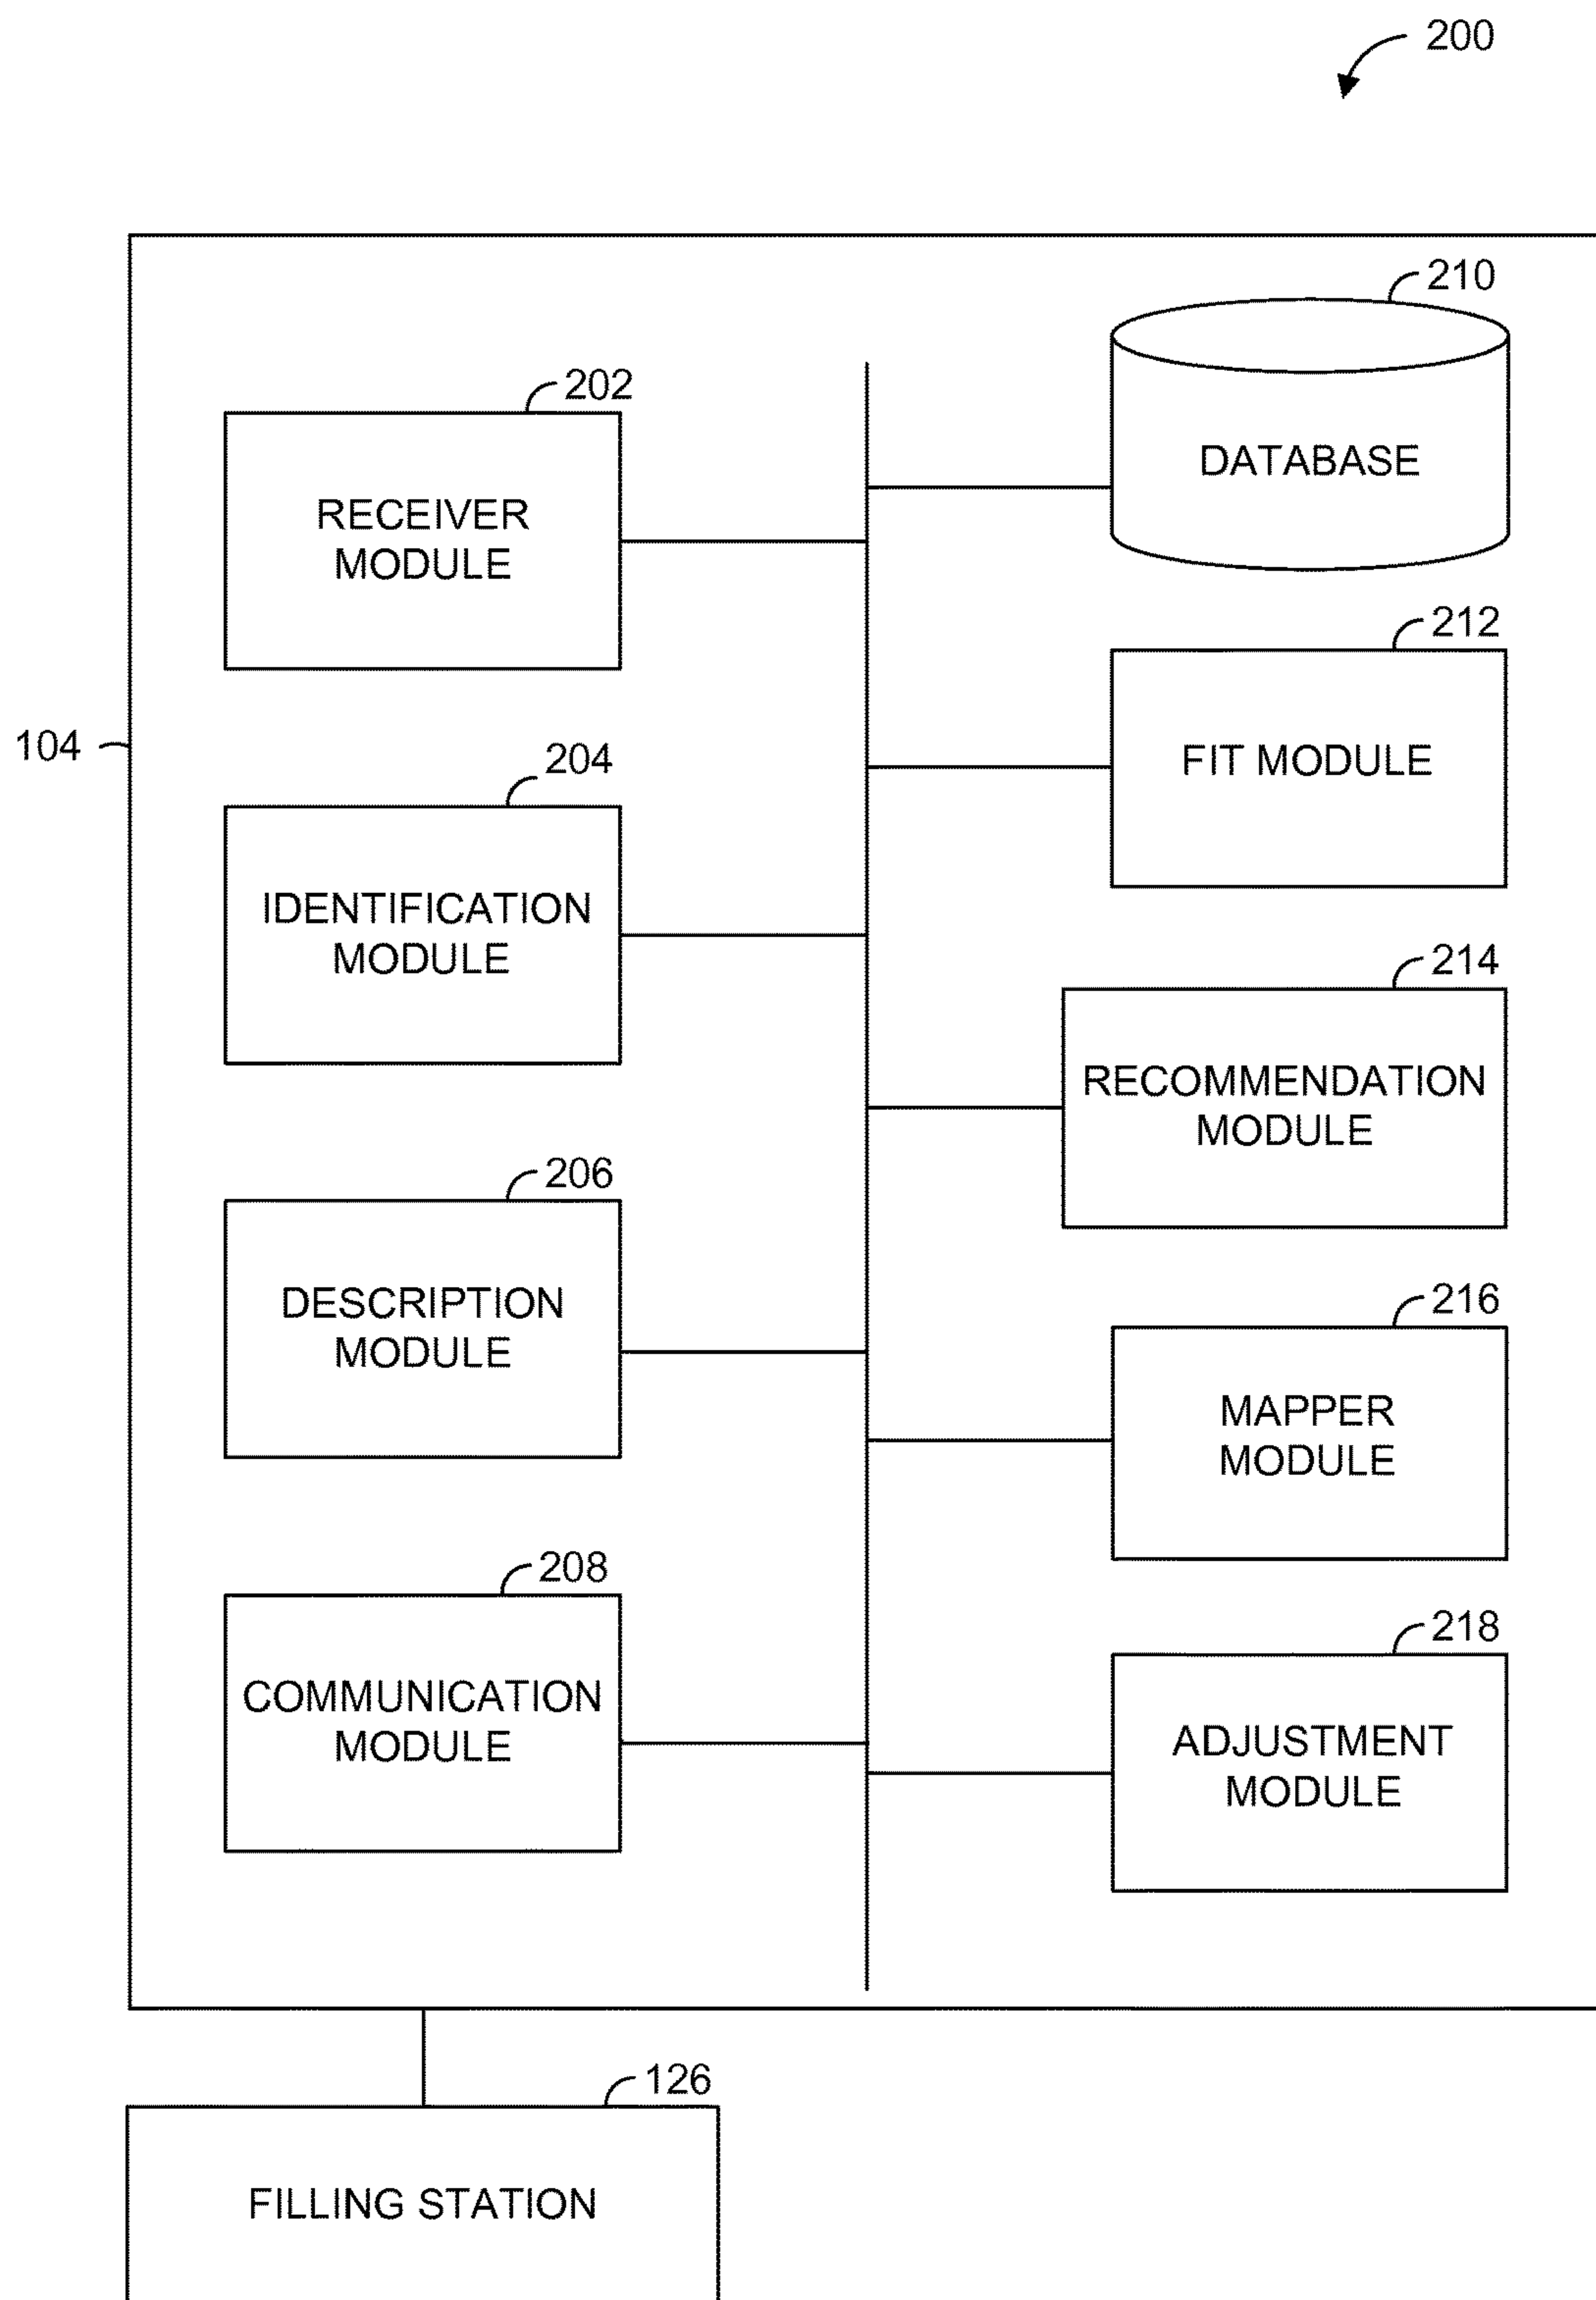 200
210
DATABASE
202
RECEIVER
MODULE
212
FIT MODULE
104
204
IDENTIFICATION
MODULE
214
RECOMMENDATION
MODULE
206
DESCRIPTION
MODULE
216
MAPPER
MODULE
208
COMMUNICATION
MODULE
218
ADJUSTMENT
MODULE
126
FILLING STATION